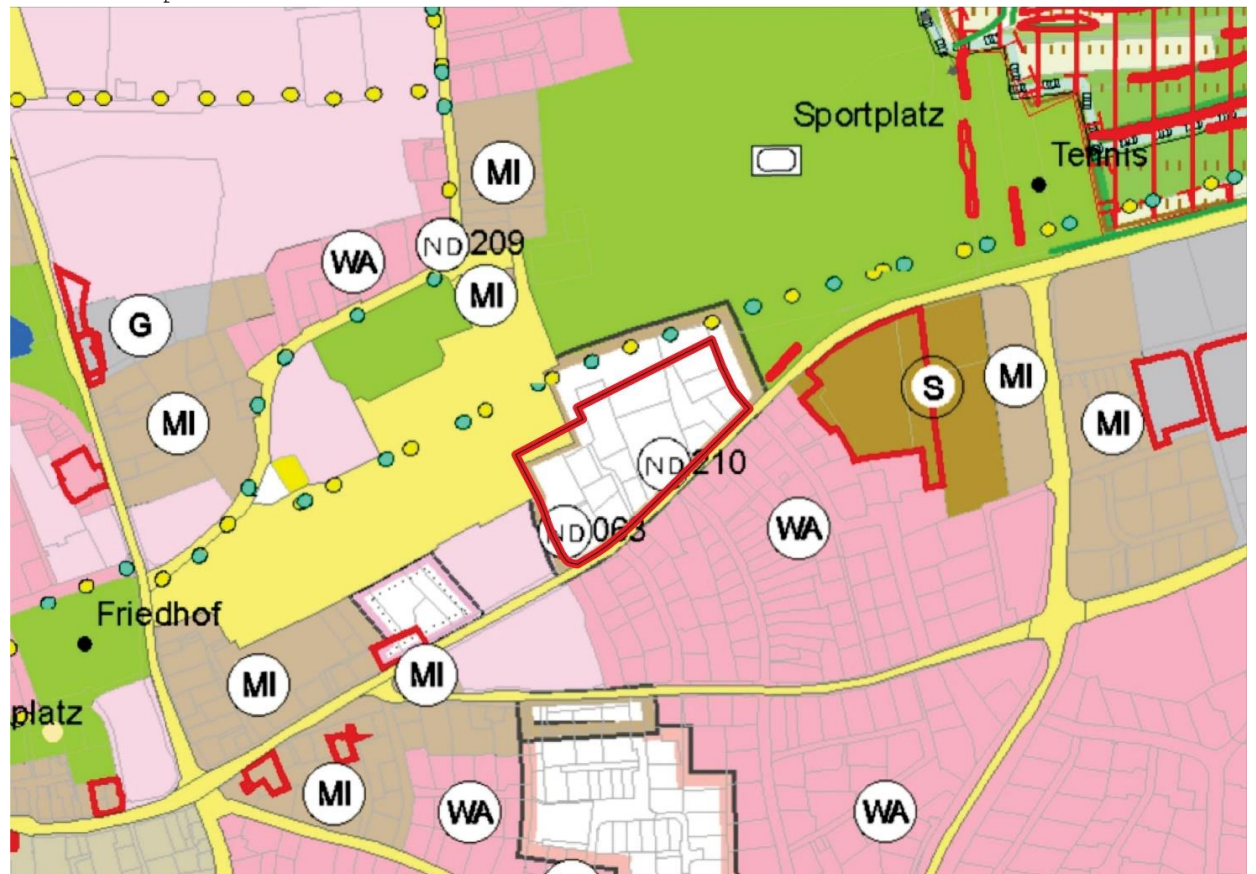 Sportplatz
Tennis
MI
ND 209
WA
MI
G
S
MI
MI
MI
ND 210
WA
ND 063
Friedhof
MI
MI
platz
MI
WA
WA